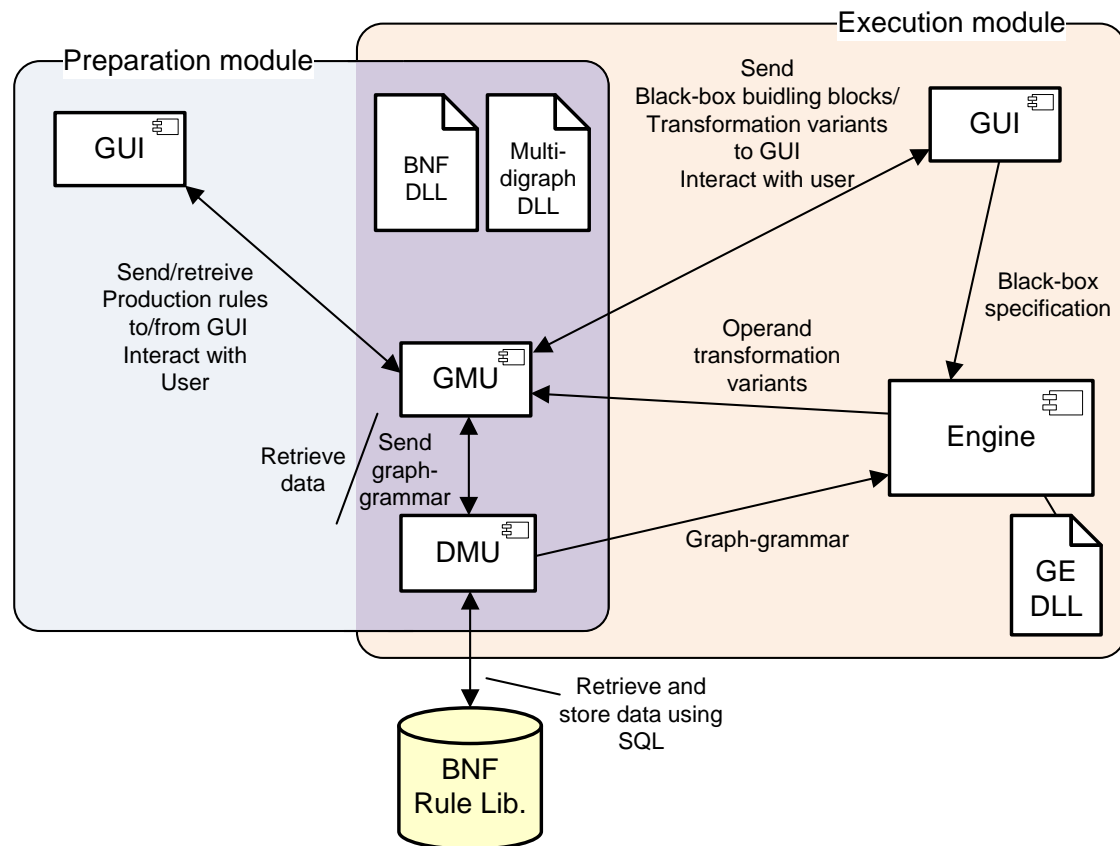 Execution module
Preparation module
GUI
BNF
DLL
Multi-
digraph
DLL
Send
Black-box buidling blocks/
Transformation variants
to GUI
Interact with user
GUI
Send/retreive
Production rules
to/from GUI
Interact with
User
Black-box
specification
Operand
transformation
variants
GMU
Engine
Retrieve
data
Send
graph-
grammar
DMU
Graph-grammar
GE
DLL
Retrieve and
store data using
SQL
BNF
Rule Lib.